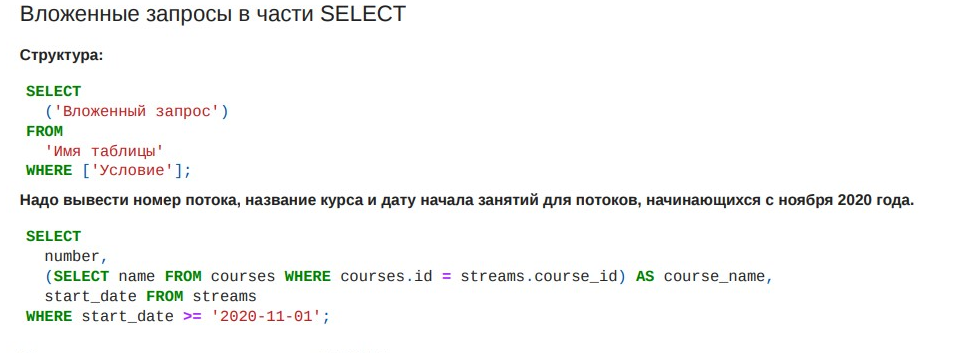 Вложенные запросы в части SELECT
Структура:
SELECT
('Вложенный запрос')
FROM
'Имя таблицы'
WHERE ['Условие'];
Надо вывести номер потока, название курса и дату начала занятий для потоков, начинающихся с ноября 2020 года.
SELECT
number,
(SELECT name FROM courses WHERE courses.id = streams.course_id) AS course_name,
start_date FROM streams
WHERE start_date >= '2020-11-01';